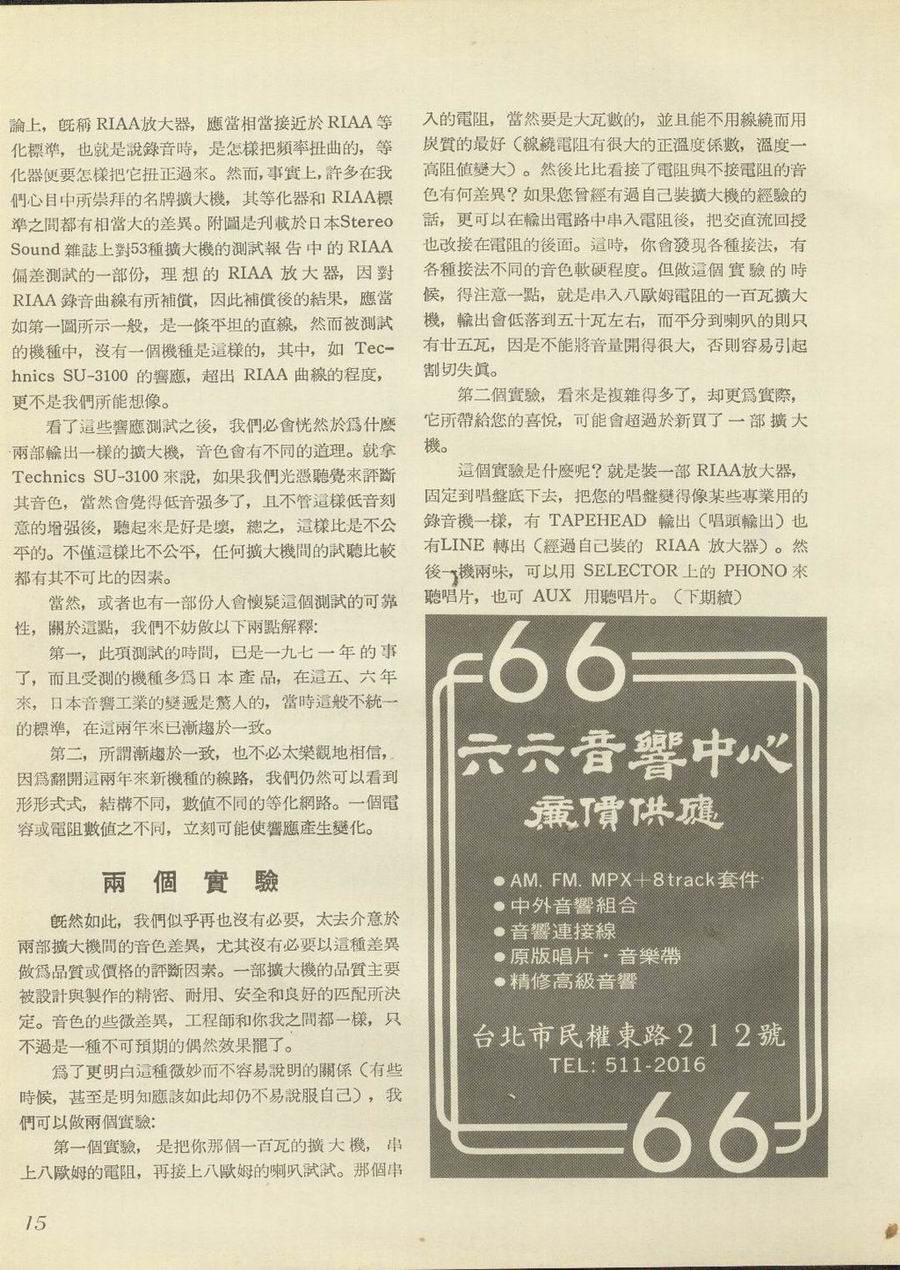 論上，既稱 RIAA放大器，應當相當接近於 RIAA 等
化標準，也就是說錄音時，是怎樣把頻率扭曲的，等
化器便要怎樣把它扭正過來。然而，事實上，許多在我
們心目中所崇拜的名牌擴大機，其等化器和 RIAA標
準之間都有相當大的差異。附圖是刋載於日本Stereo
Sound 雜誌上對53種擴大機的測試報告中的 RIAA
偏差測試的一部份，理想的 RIAA 放大器，因對
RIAA 錄音曲線有所補償，因此補償後的結果，應當
如第一圖所示一般，是一條平坦的直線，然而被測試
的機種中，沒有一個機種是這樣的，其中，如 Tec-
hnics SU-3100 的響應，超出 RIAA 曲線的程度，
更不是我們所能想像。
看了這些響應測試之後，我們必會恍然於爲什麼
兩部輸出一樣的擴大機，音色會有不同的道理。就拿
Technics SU-3100 來說，如果我們光憑聽覺來評斷
其音色，當然會覺得低音强多了，且不管這樣低音刻
意的增强後，聽起來是好是壞，總之，這樣比是不公
平的。不僅這樣比不公平，任何擴大機間的試聽比較
都有其不可比的因素。
當然，或者也有一部份人會懷疑這個測試的可靠
性，關於這點，我們不妨做以下兩點解釋:
第一，此項測試的時間，已是一九七一年的事
了，而且受測的機種多爲日本產品，在這五、六年
來，日本音響工業的變遞是驚人的，當時這般不統一
的標準，在這兩年來已漸趨於一致。
第二，所謂漸趨於一致，也不必太樂觀地相信，
因爲翻開這兩年來新機種的線路，我們仍然可以看到
形形式式，結構不同，數値不同的等化網路。一個電
容或電阻數値之不同，立刻可能使響應產生變化。
兩個實驗
既然如此，我們似乎再也沒有必要，太去介意於
兩部擴大機間的音色差異，尤其沒有必要以這種差異
做爲品質或價格的評斷因素。一部擴大機的品質主要
被設計與製作的精密、耐用、安全和良好的匹配所決
定。音色的些微差異，工程師和你我之間都一樣，只
不過是一種不可預期的偶然效果罷了。
爲了更明白這種微妙而不容易說明的關係（有些
時候，甚至是明知應該如此却仍不易說服自己），我
們可以做兩個實驗:
第一個實驗，是把你那個一百瓦的擴大機，串
上八歐姆的電阻，再接上八歐姆的喇叭試試。那個串
入的電阻，當然要是大瓦數的，並且能不用線繞而用
炭質的最好（線繞電阻有很大的正溫度係數，溫度一
高阻値變大）。然後比比看接了電阻與不接電阻的音
色有何差異？如果您曾經有過自己裝擴大機的經驗的
話，更可以在輸出電路中串入電阻後，把交直流回授
也改接在電阻的後面。這時，你會發現各種接法，有
各種接法不同的音色軟硬程度。但做這個實驗的時
候，得注意一點，就是串入八歐姆電阻的一百瓦擴大
機，輸出會低落到五十瓦左右，而平分到喇叭的則只
有廿五瓦，因是不能將音量開得很大，否則容易引起
割切失眞。
第二個實驗，看來是複雜得多了，却更爲實際，
它所帶給您的喜悅，可能會超過於新買了一部擴大
機。
這個實驗是什麼呢？就是裝一部 RIAA放大器，
固定到唱盤底下去，把您的唱盤變得像某些專業用的
錄音機一樣，有 TAPEHEAD 輸出（唱頭輸出）也
有LINE 轉出（經過自己裝的 RIAA 放大器）。然
後一機兩味，可以用 SELECTOR 上的 PHONO 來
聽唱片，也可 AUX 用聽唱片。（下期續）
66
六六音響中心
廉價供應
●AM. FM. MPX＋8track套件
●中外音響組合
●音響連接線
●原版唱片・音樂帶
●精修高級音響
台北市民權東路２１２號
TEL: 511-2016
66
15